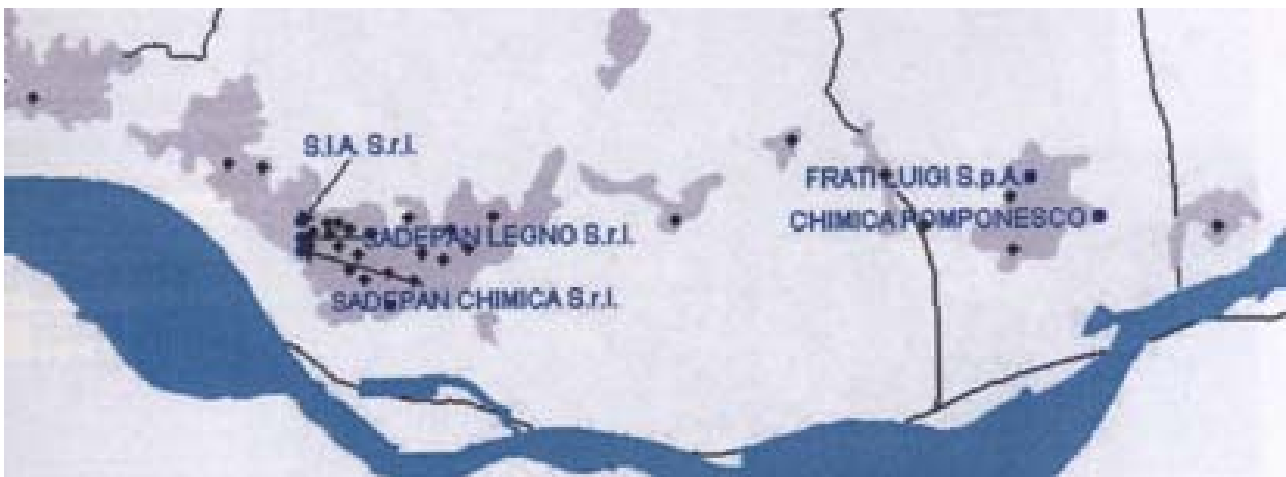 S.I.A. S.r.l.
FRATI LUIGI S.p.A.
CHIMICA POMPONESCO
SADEPAN LEGNO S.r.l.
SADEPAN CHIMICA S.r.l.